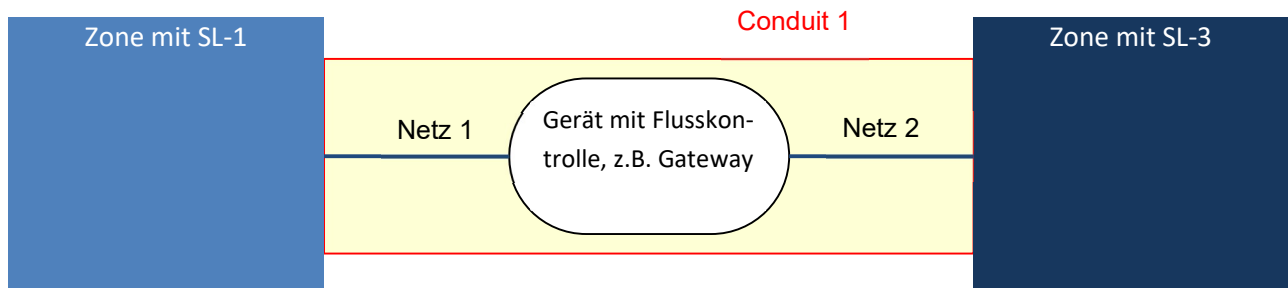 Conduit 1
Zone mit SL-1
Zone mit SL-3
Netz 1
Gerät mit Flusskon-
trolle, z.B. Gateway
Netz 2